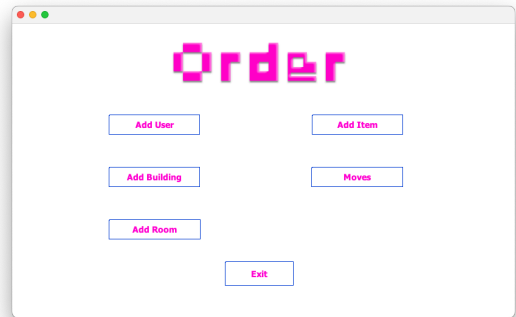 Order
Add User
Add Item
Add Building
Moves
Add Room
Exit